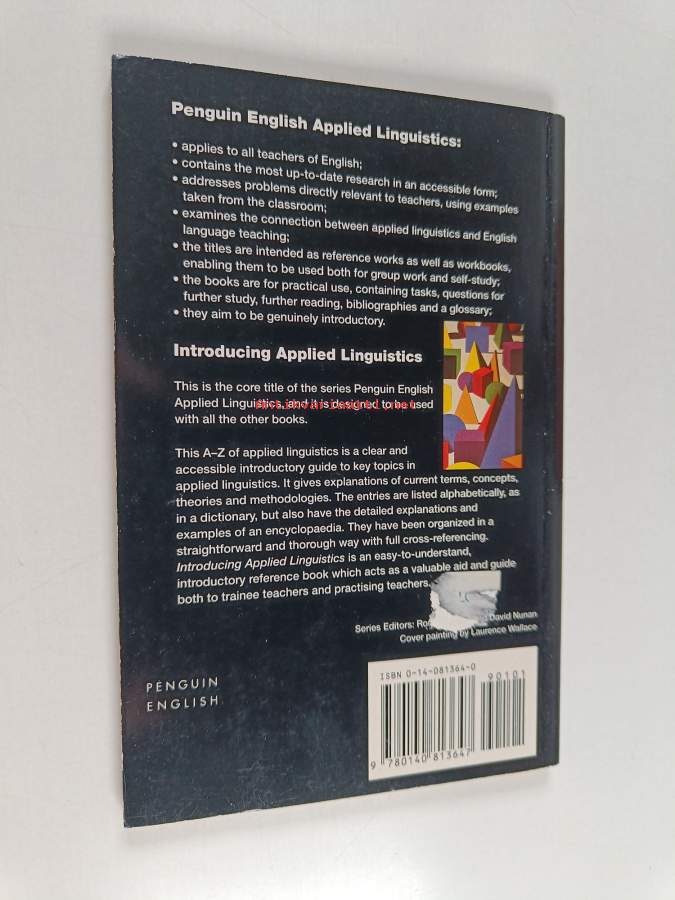 Penguin English Applied Linguistics:
• applies to all teachers of English;
• contains the most up-to-date research in an accessible form;
• addresses problems directly relevant to teachers, using examples
taken from the classroom;
• examines the connection between applied linguistics and English
language teaching;
• the titles are intended as reference works as well as workbooks,
enabling them to be used both for group work and self-study;
• the books are for practical use, containing tasks, questions for
further study, further reading, bibliographies and a glossary;
• they aim to be genuinely introductory.
Introducing Applied Linguistics
This is the core title of the series Penguin English
Applied Linguistics, and it is designed to be used
with all the other books.
This A–Z of applied linguistics is a clear and
accessible introductory guide to key topics in
applied linguistics. It gives explanations of current terms, concepts,
theories and methodologies. The entries are listed alphabetically, as
in a dictionary, but also have the detailed explanations and
examples of an encyclopaedia. They have been organized in a
straightforward and thorough way with full cross-referencing.
Introducing Applied Linguistics is an easy-to-understand,
introductory reference book which acts as a valuable aid and guide
both to trainee teachers and practising teachers.
Series Editors: David Nunan
Cover painting by Laurence Wallace
PENGUIN
ENGLISH
ISBN 0-14-081364-0
90101
9 780140 813647